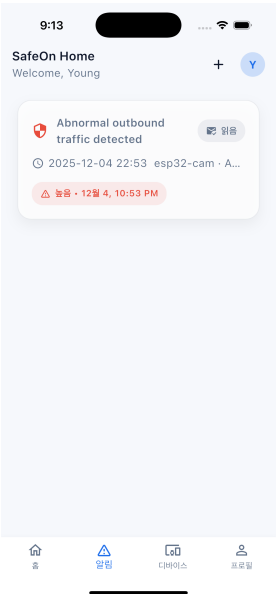 9:13
SafeOn Home
Welcome, Young
Y
Abnormal outbound
traffic detected
읽음
2025-12-04 22:53 esp32-cam · A...
높음 • 12월 4, 10:53 PM
홈
알림
디바이스
프로필